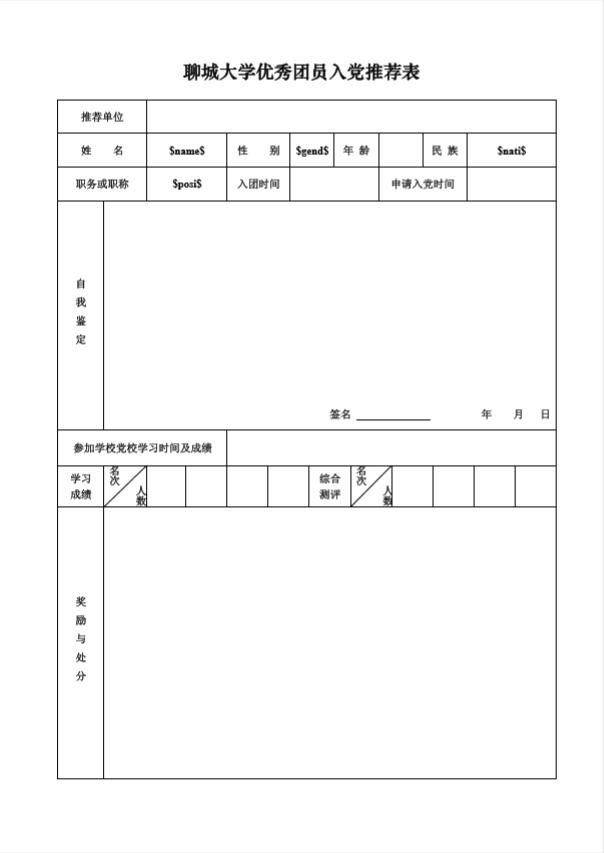 聊城大学优秀团员入党推荐表
推荐单位
姓 名 $name$ 性 别 $gend$ 年 龄 民 族 $nati$
职务或职称 $posi$ 入团时间 申请入党时间
自
我
鉴
定
签名 年 月 日
参加学校党校学习时间及成绩
学习
成绩
名
次
人
数
综合
测评
名
次
人
数
奖
励
与
处
分